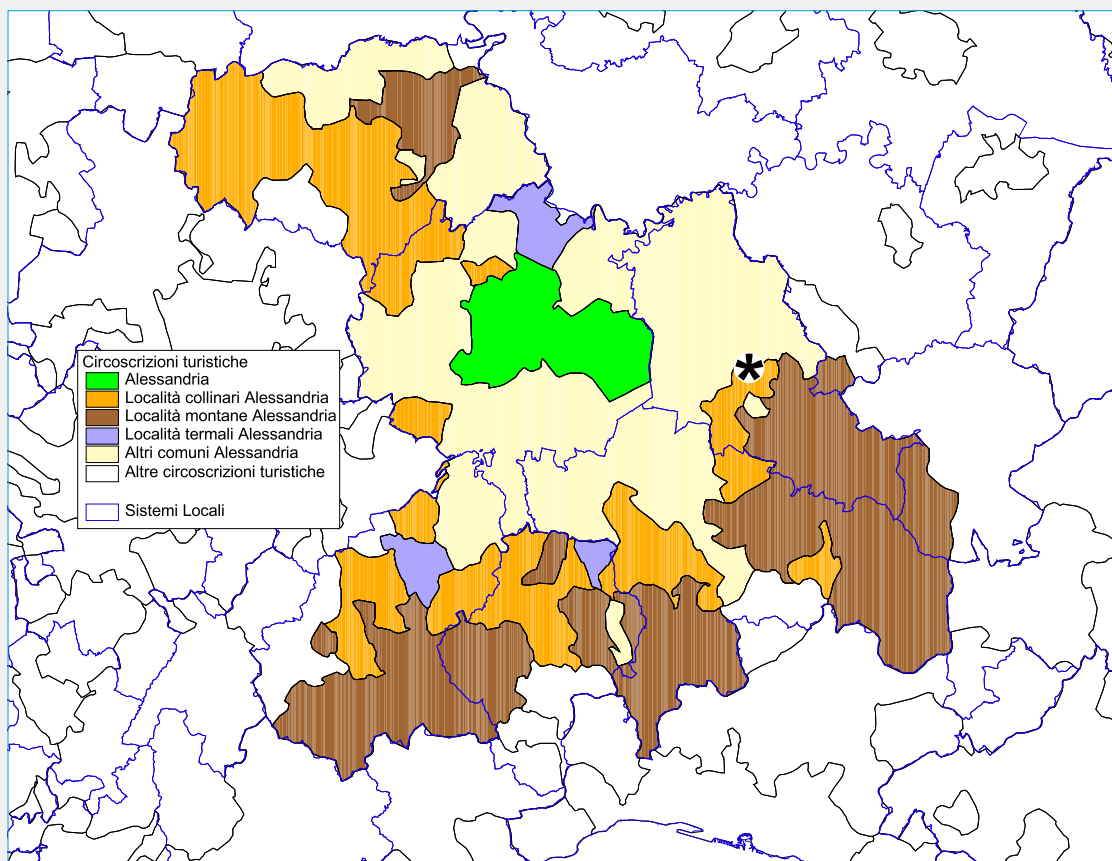 Circoscrizioni turistiche
Alessandria
Località collinari Alessandria
Località montane Alessandria
Località termali Alessandria
Altri comuni Alessandria
Altre circoscrizioni turistiche
Sistemi Locali
*